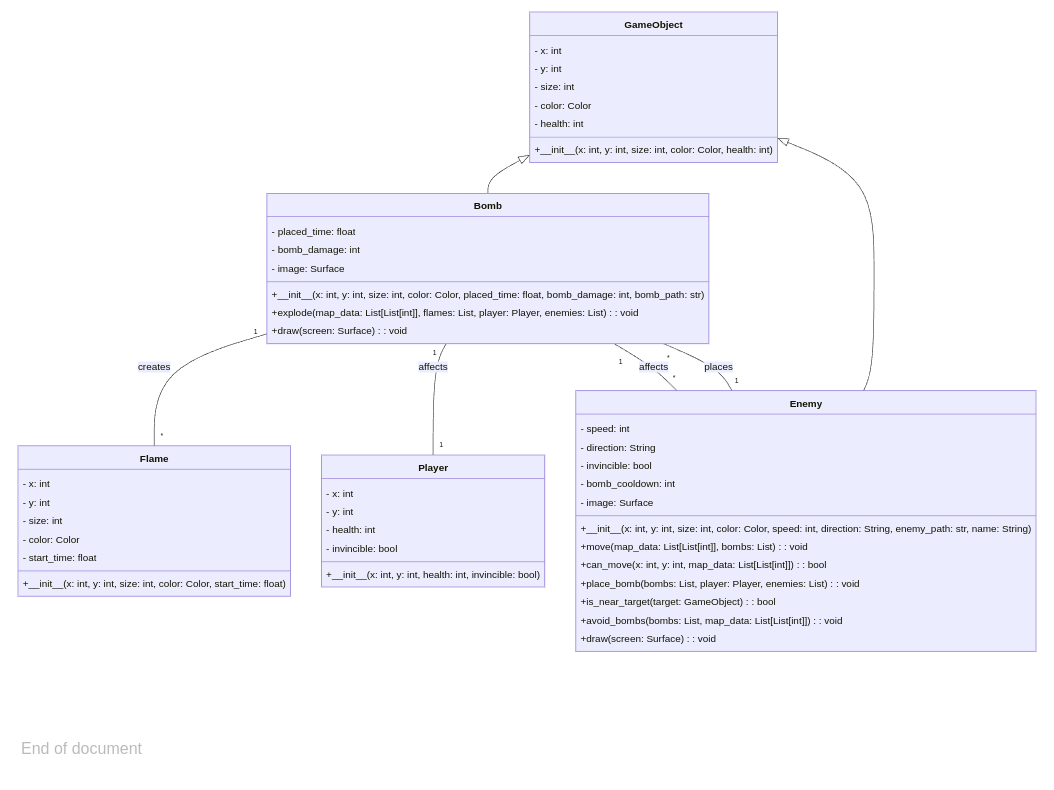 GameObject
- x: int
- y: int
- size: int
- color: Color
- health: int
+__init__(x: int, y: int, size: int, color: Color, health: int)
Bomb
- placed_time: float
- bomb_damage: int
- image: Surface
+__init__(x: int, y: int, size: int, color: Color, placed_time: float, bomb_damage: int, bomb_path: str)
+explode(map_data: List[List[int]], flames: List, player: Player, enemies: List) : : void
+draw(screen: Surface) : : void
1
creates
*
1
affects
1
1
affects
*
*
places
1
Flame
- x: int
- y: int
- size: int
- color: Color
- start_time: float
+__init__(x: int, y: int, size: int, color: Color, start_time: float)
Player
- x: int
- y: int
- health: int
- invincible: bool
+__init__(x: int, y: int, health: int, invincible: bool)
Enemy
- speed: int
- direction: String
- invincible: bool
- bomb_cooldown: int
- image: Surface
+__init__(x: int, y: int, size: int, color: Color, speed: int, direction: String, enemy_path: str, name: String)
+move(map_data: List[List[int]], bombs: List) : : void
+can_move(x: int, y: int, map_data: List[List[int]]) : : bool
+place_bomb(bombs: List, player: Player, enemies: List) : : void
+is_near_target(target: GameObject) : : bool
+avoid_bombs(bombs: List, map_data: List[List[int]]) : : void
+draw(screen: Surface) : : void
End of document